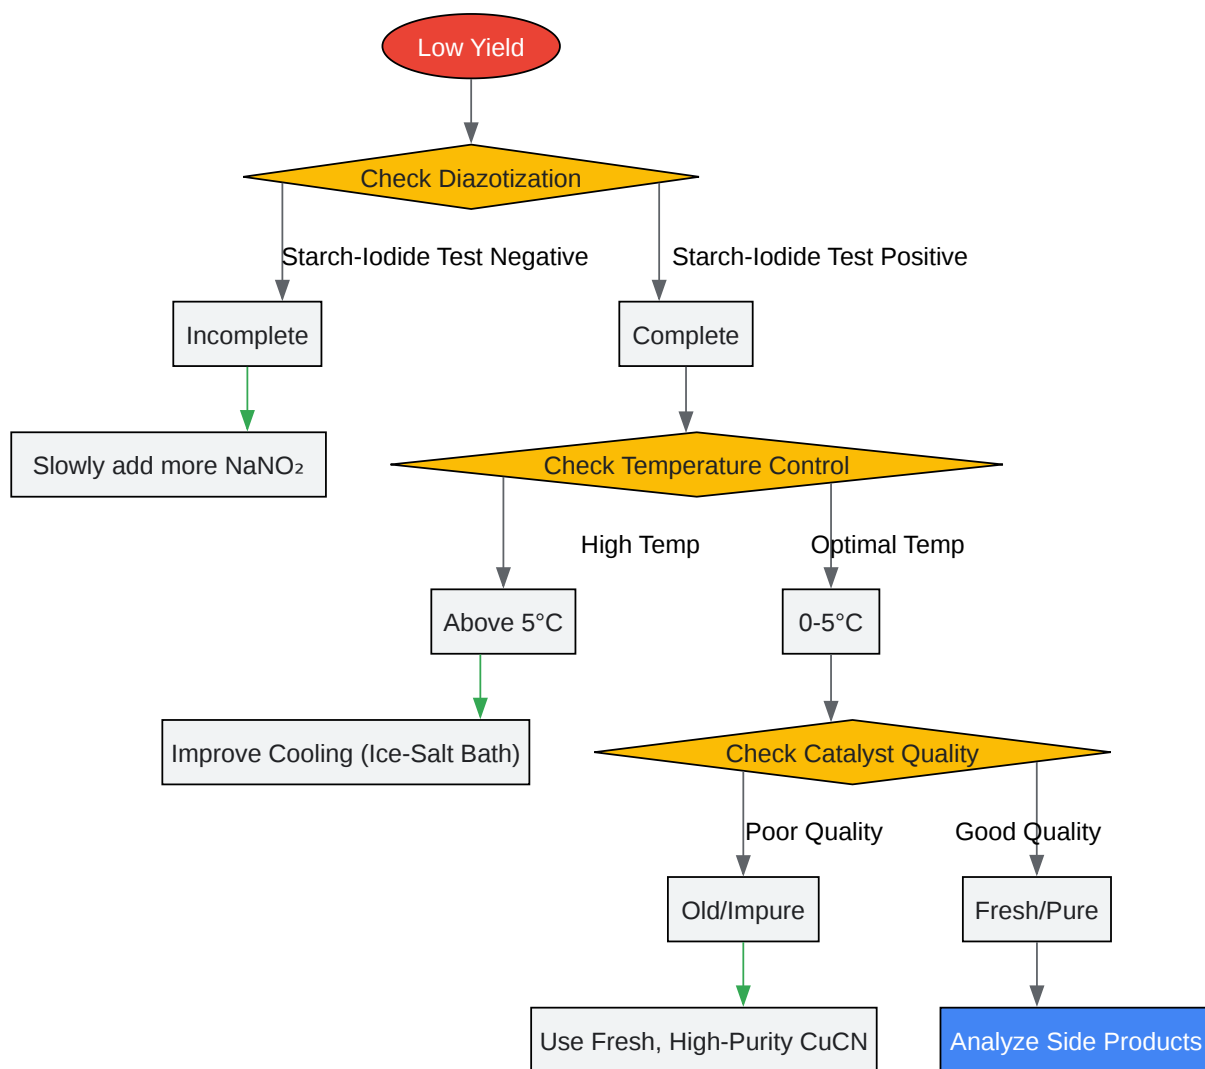 Low Yield
Check Diazotization
Starch-Iodide Test Negative
Starch-Iodide Test Positive
Incomplete
Complete
Slowly add more NaNO₂
Check Temperature Control
High Temp
Optimal Temp
Above 5°C
0-5°C
Improve Cooling (Ice-Salt Bath)
Check Catalyst Quality
Poor Quality
Good Quality
Old/Impure
Fresh/Pure
Use Fresh, High-Purity CuCN
Analyze Side Products